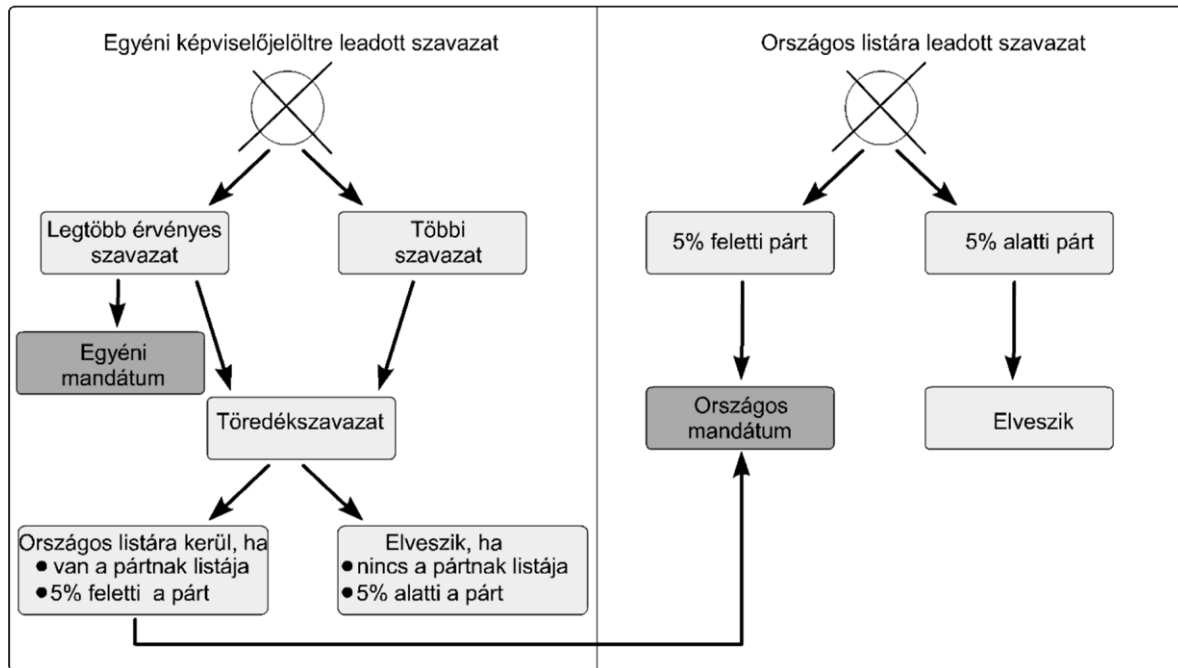 Egyéni képviselőjelöltre leadott szavazat
Legtöbb érvényes
szavazat
Többi
szavazat
Egyéni
mandátum
Töredékszavazat
Országos listára kerül, ha
● van a pártnak listája
● 5% feletti a párt
Elveszik, ha
● nincs a pártnak listája
● 5% alatti a párt
Országos listára leadott szavazat
5% feletti párt
5% alatti párt
Országos
mandátum
Elveszik